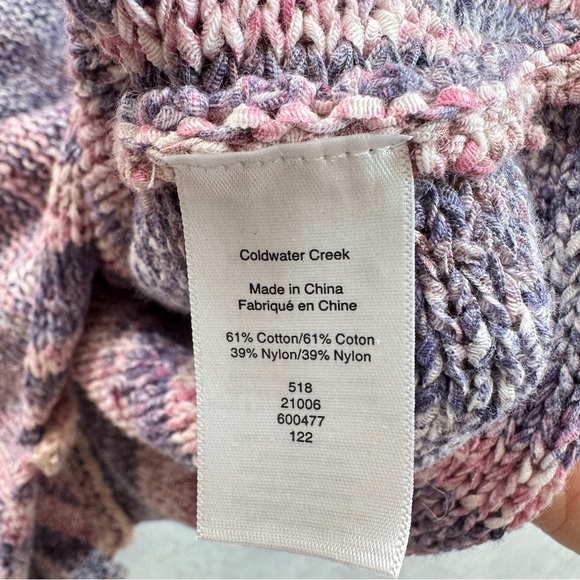 Coldwater Creek
Made in China
Fabriqué en Chine
61% Cotton/61% Coton
39% Nylon/39% Nylon
518
21006
600477
122